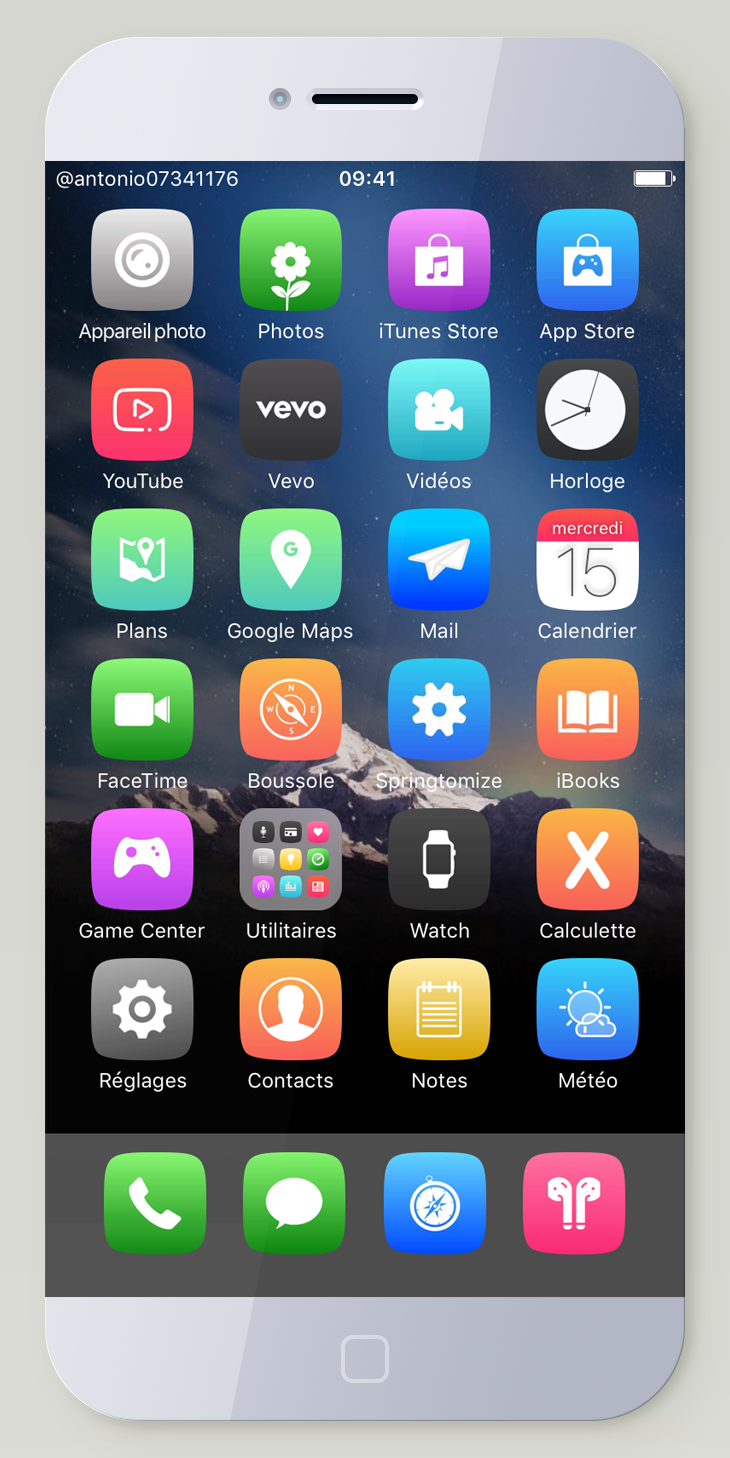 @antonio07341176 09:41
Appareil photo Photos iTunes Store App Store
vevo
YouTube Vevo Vidéos Horloge
G mercredi
15
Plans Google Maps Mail Calendrier
N
W E
S
FaceTime Boussole Springtomize iBooks
Game Center Utilitaires Watch Calculette
Réglages Contacts Notes Météo